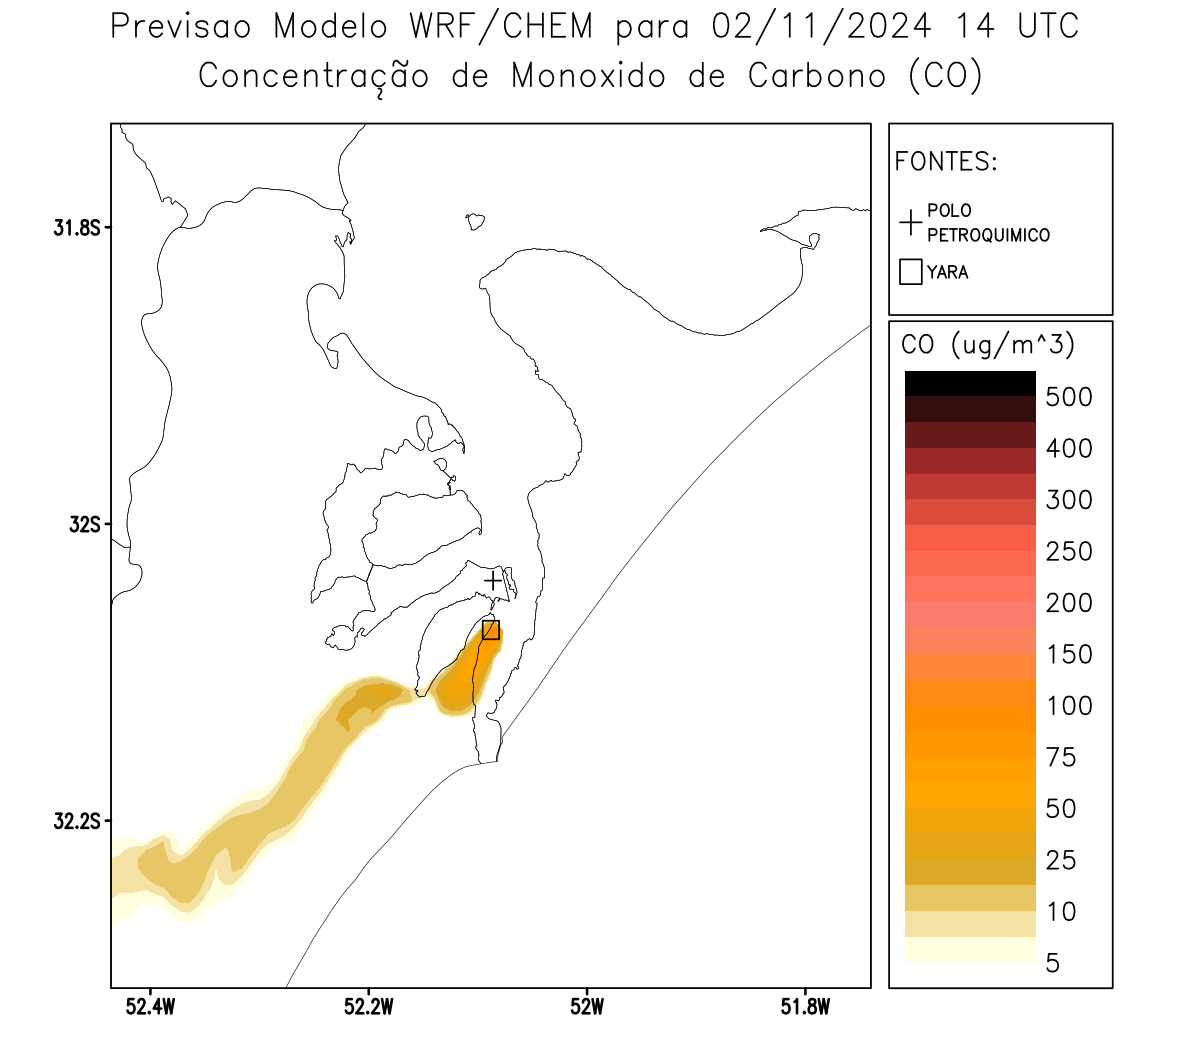 Previsao Modelo WRF/CHEM para 02/11/2024 14 UTC
Concentração de Monoxido de Carbono (CO)
FONTES:
POLO
PETROQUIMICO
YARA
CO (ug/m^3)
500
400
300
250
200
150
100
75
50
25
10
5
31.8S
32S
32.2S
52.4W
52.2W
52W
51.8W